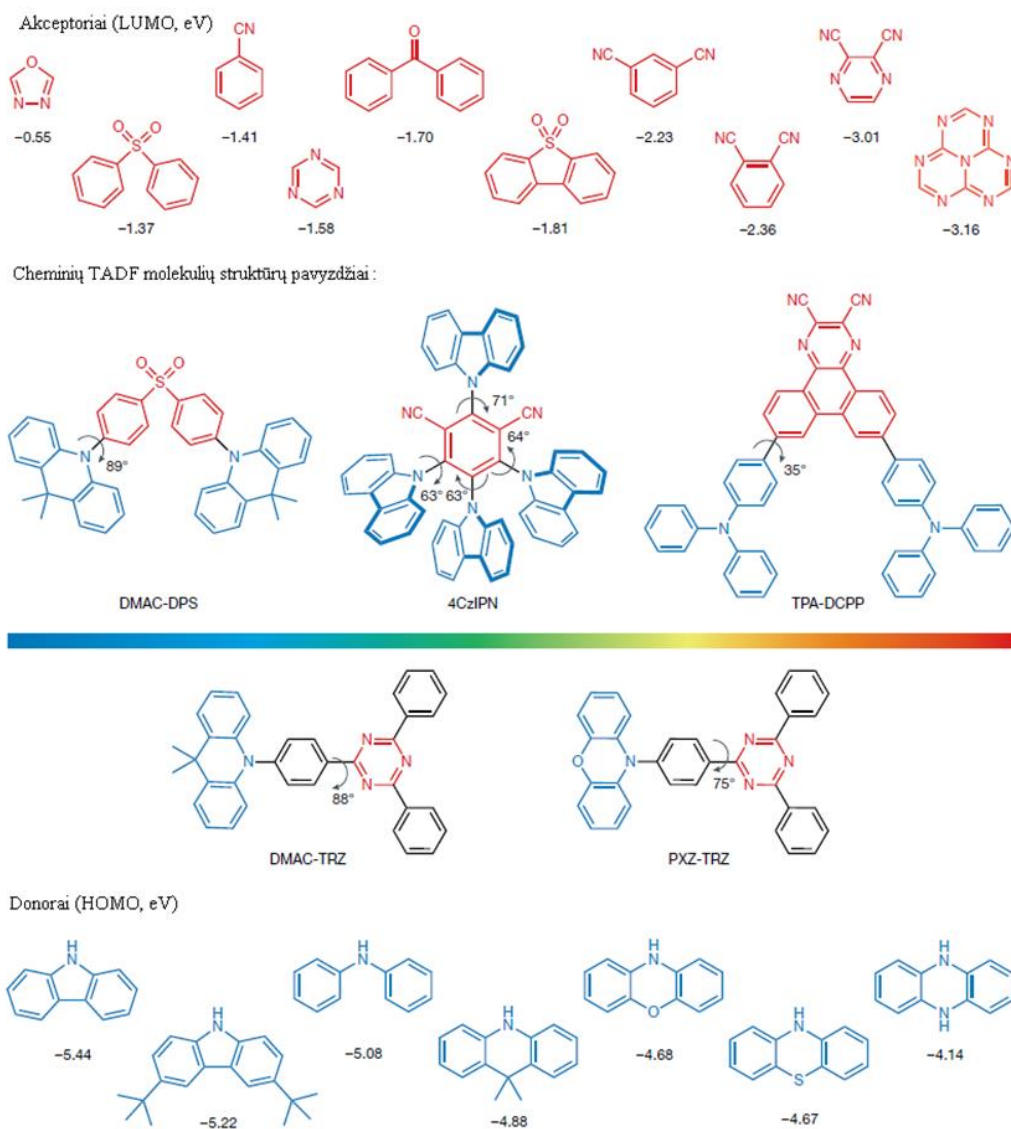 Akceptoriai (LUMO, eV)
CN
O
N N
O
NC CN
NC CN
N N
-0.55
-1.41
-1.70
-2.23
-3.01
O O
S
N
N N
O O
S
NC CN
N N
N N N
N N
-1.37
-1.58
-1.81
-2.36
-3.16
Cheminių TADF molekulių struktūrų pavyzdžiai :
O O
S
N N
89°
DMAC-DPS
N
71°
NC CN
64°
N N
63° 63°
N
4CzIPN
NC CN
N N
35°
N N
TPA-DCPP
N
N N
N
88°
DMAC-TRZ
O N
N N
N
75°
PXZ-TRZ
Donorai (HOMO, eV)
H
N
-5.44
H
N
-5.22
H
N
-5.08
H
N
-4.88
H
N
O
-4.68
H
N
S
-4.67
H
N
N
H
-4.14